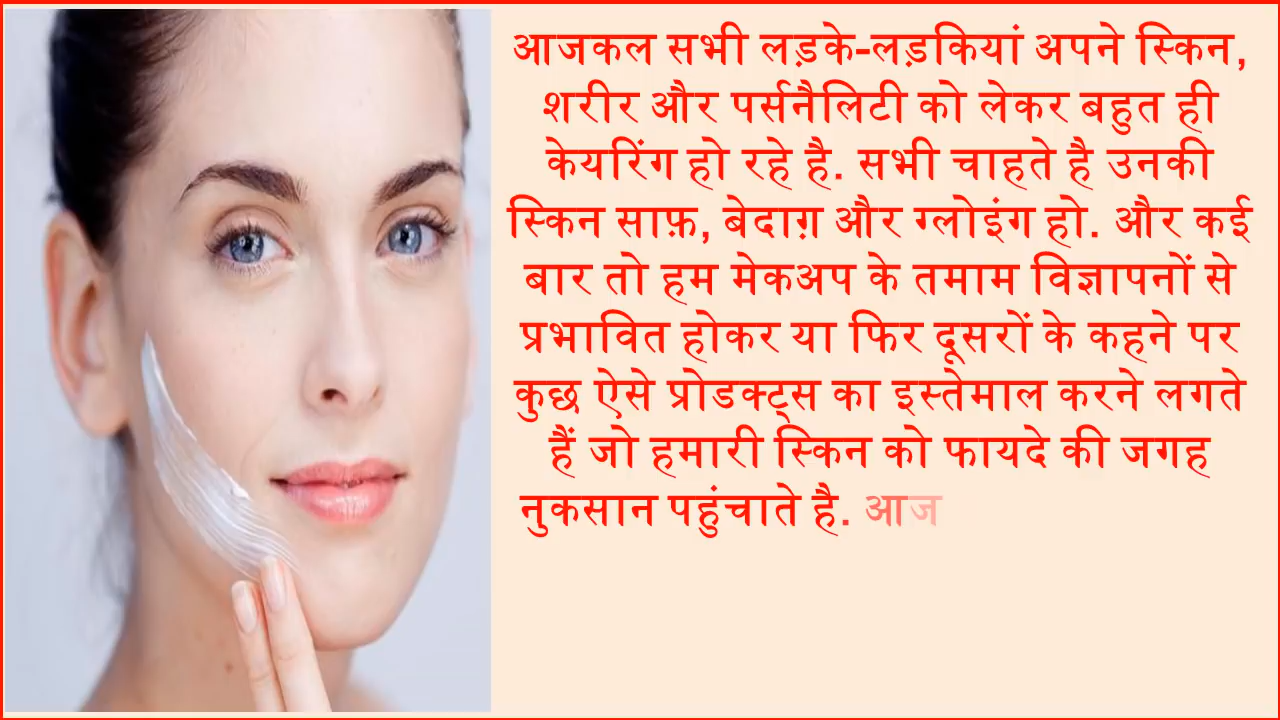 आजकल सभी लड़के-लड़कियां अपने स्किन,
शरीर और पर्सनैलिटी को लेकर बहुत ही
केयरिंग हो रहे है. सभी चाहते है उनकी
स्किन साफ़, बेदाग़ और ग्लोइंग हो. और कई
बार तो हम मेकअप के तमाम विज्ञापनों से
प्रभावित होकर या फिर दूसरों के कहने पर
कुछ ऐसे प्रोडक्ट्स का इस्तेमाल करने लगते
हैं जो हमारी स्किन को फायदे की जगह
नुकसान पहुंचाते है. आज